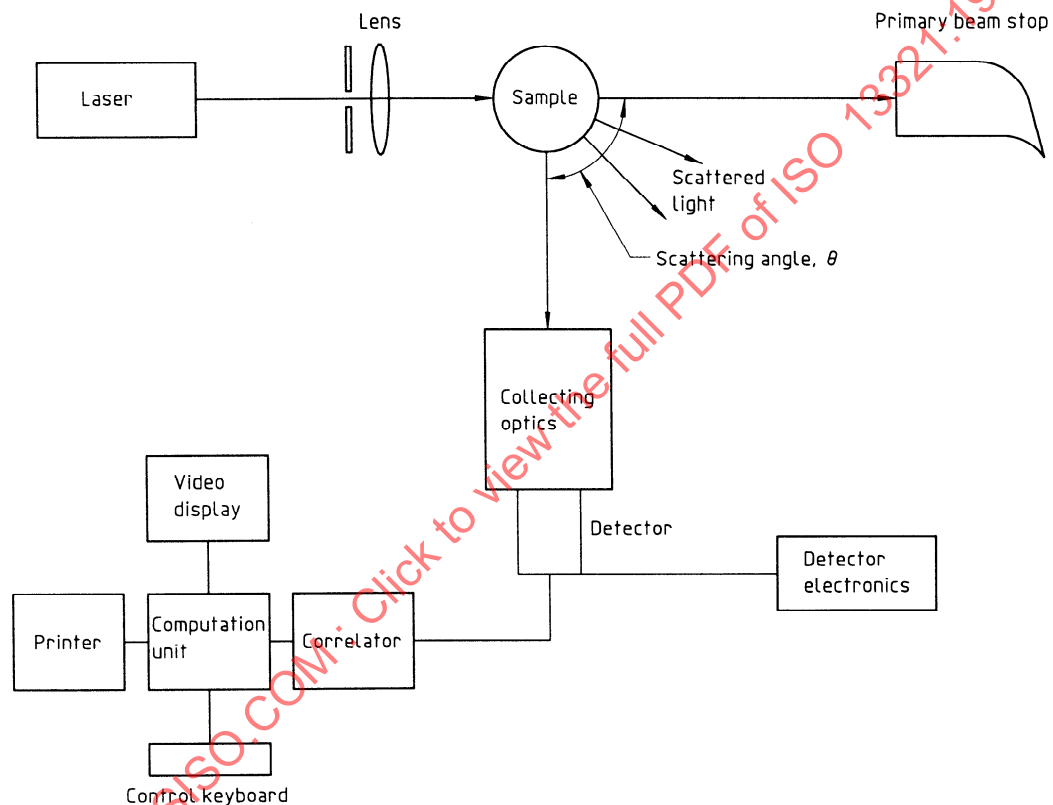 Lens
Primary beam stop
Laser
Sample
Scattered
light
Scattering angle, θ
Collecting
optics
Video
display
Detector
Detector
electronics
Printer
Computation
unit
Correlator
Control keyboard
SISO.COM : Click to view the full PDF of ISO 13321:19